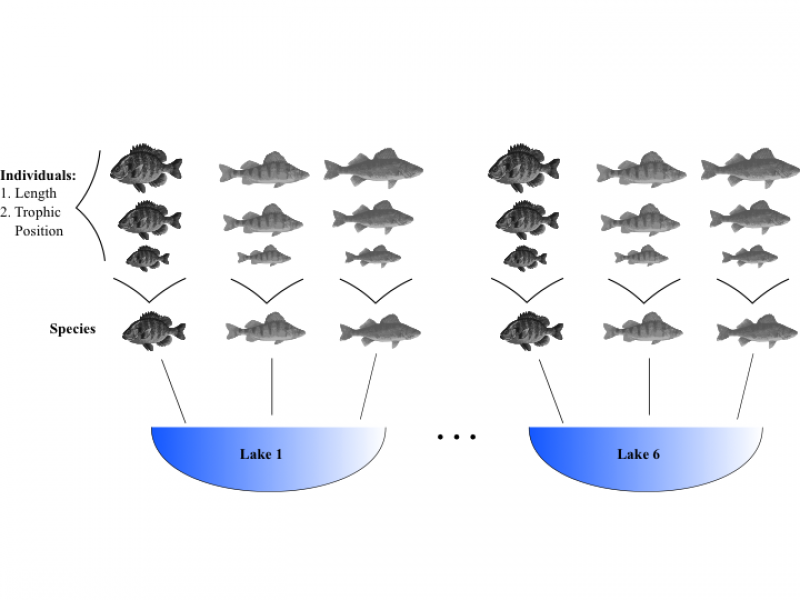 Individuals:
1. Length
2. Trophic
Position
Species
Lake 1
• • •
Lake 6